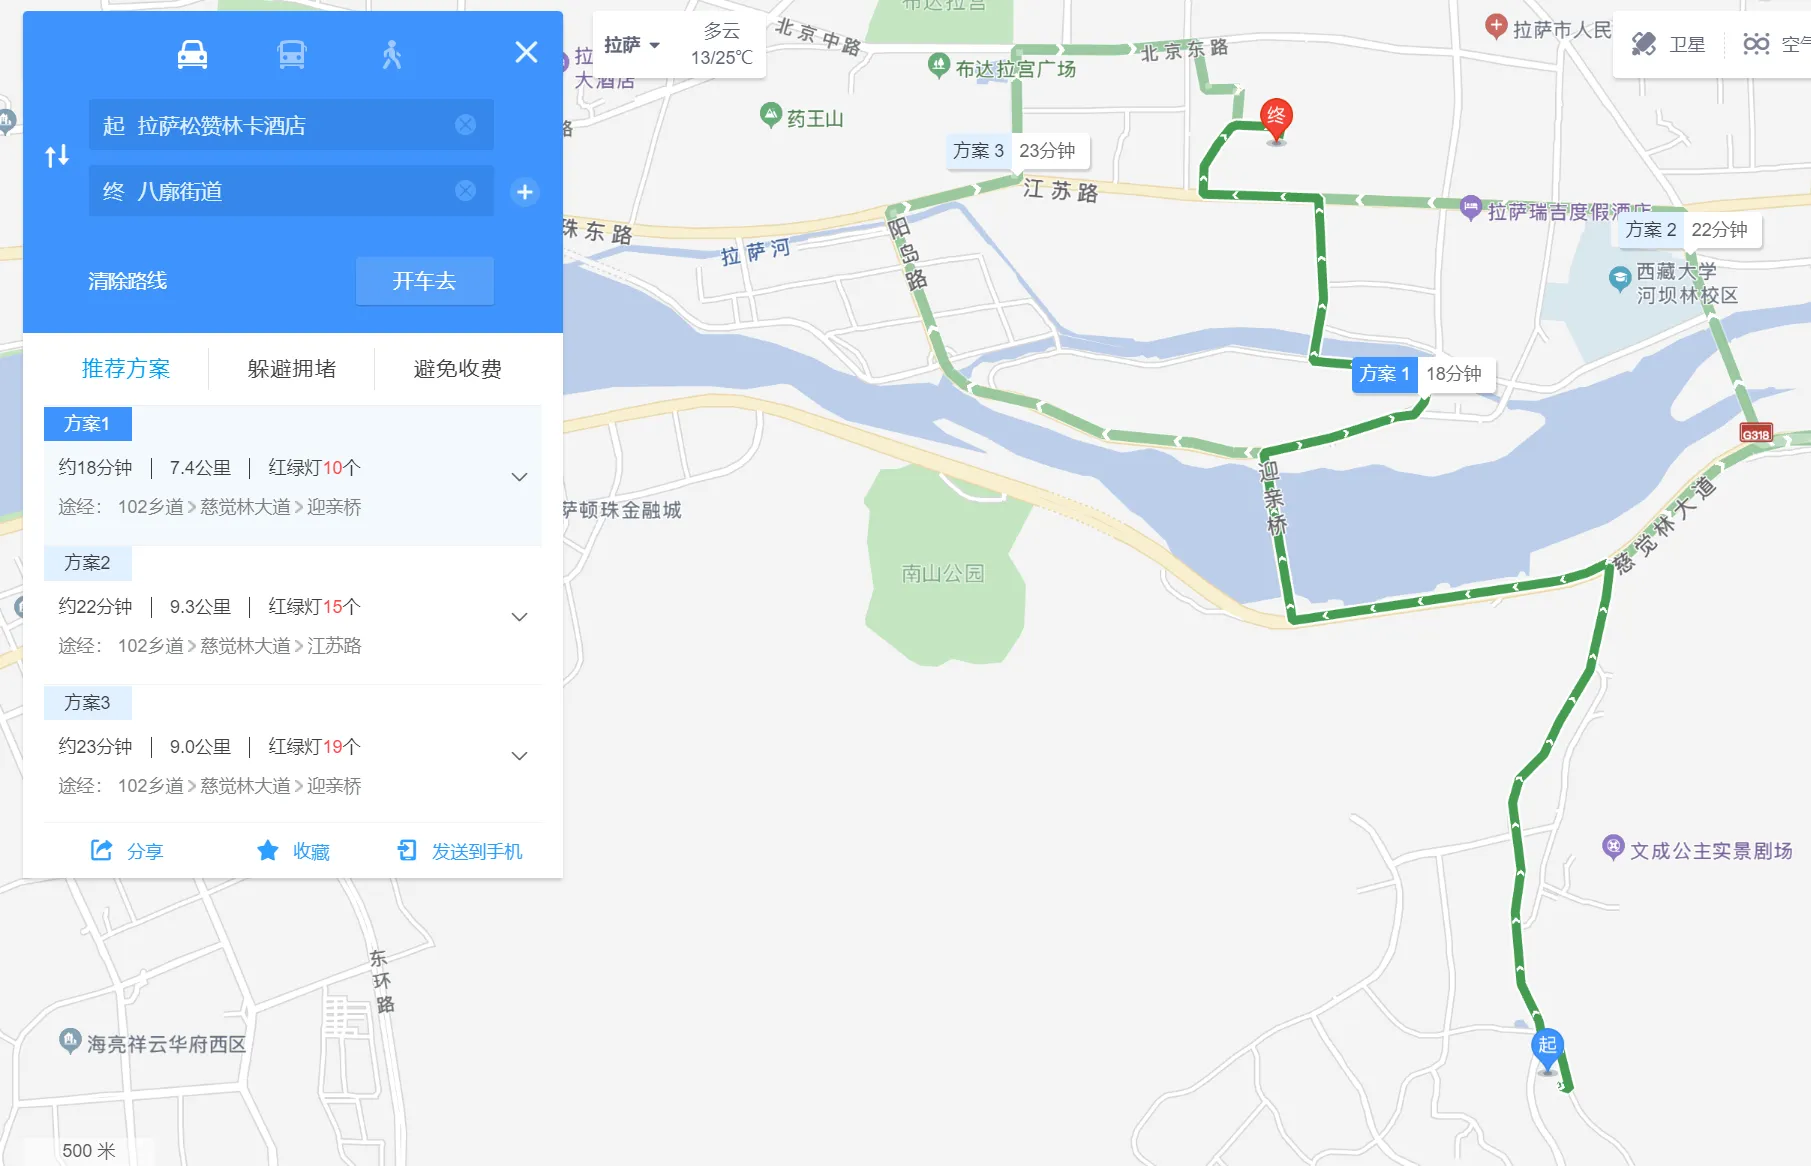 起 拉萨松赞林卡酒店
终 八廓街道
清除路线
开车去
推荐方案
躲避拥堵
避免收费
方案1
约18分钟 | 7.4公里 | 红绿灯10个
途经： 102乡道 > 慈觉林大道 > 迎亲桥
方案2
约22分钟 | 9.3公里 | 红绿灯15个
途经： 102乡道 > 慈觉林大道 > 江苏路
方案3
约23分钟 | 9.0公里 | 红绿灯19个
途经： 102乡道 > 慈觉林大道 > 迎亲桥
分享
收藏
发送到手机
拉萨
多云
13/25℃
卫星
空气
布达拉宫
北京中路
北京东路
拉萨市人民
拉
大酒店
布达拉宫广场
药王山
路
终
方案 3 23分钟
江苏路
拉萨瑞吉度假酒店
方案 2 22分钟
珠东路
拉萨河
阳岛路
西藏大学
河坝林校区
方案 1 18分钟
G318
迎亲桥
萨顿珠金融城
南山公园
慈觉林大道
文成公主实景剧场
东环路
海亮祥云华府西区
起
500 米